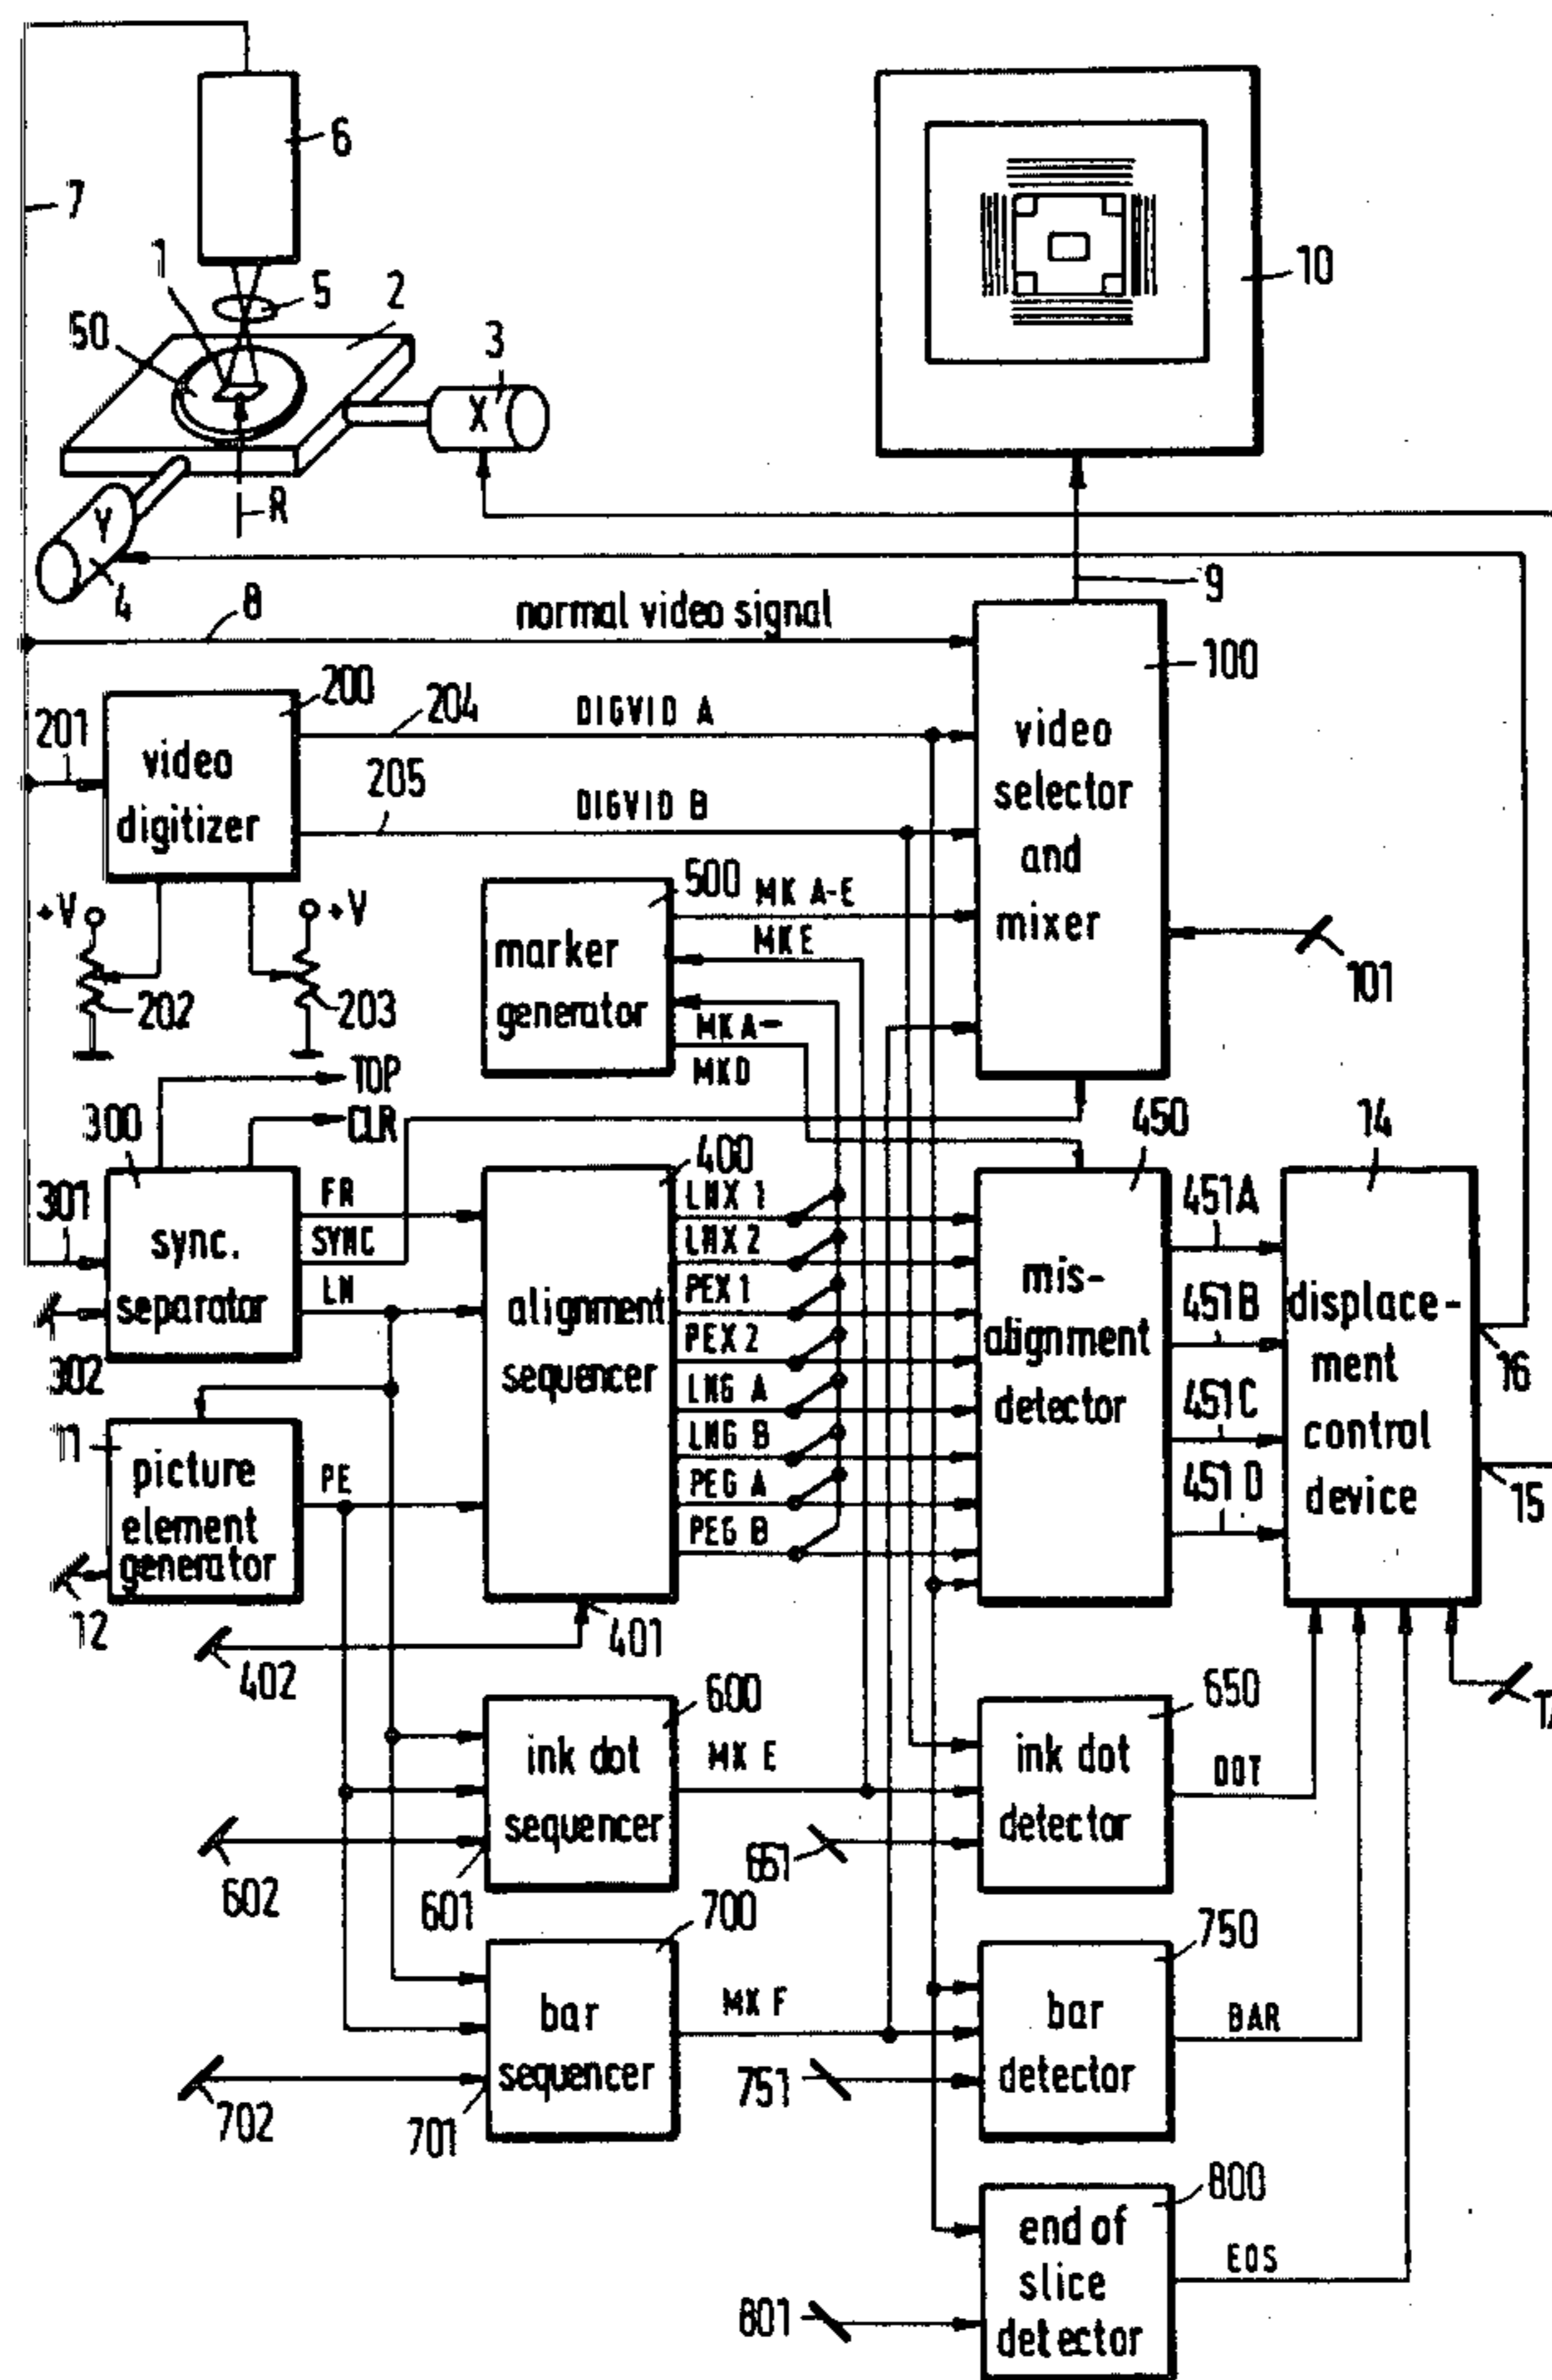 6
7
1
5
2
50
3
X
R
Y
4
10
9
8
normal video signal
100
video
selector
and
mixer
101
200
201
video
digitizer
204
DIGVID A
205
DIGVID B
+V
+V
202
203
500
marker
generator
MK A-E
MKE
MKA-
MKD
TOP
CLR
300
301
sync.
separator
302
FR
SYNC
LN
400
alignment
sequencer
LNX 1
LNX 2
PEX 1
PEX 2
LNG A
LNG B
PEG A
PEG B
401
402
450
mis-
alignment
detector
451A
451B
451C
451D
14
displace-
ment
control
device
16
15
11
picture
element
generator
PE
12
600
ink dot
sequencer
601
602
MK E
650
ink dot
detector
651
DOT
700
bar
sequencer
701
702
MK F
750
bar
detector
751
BAR
800
end of
slice
detector
801
EOS